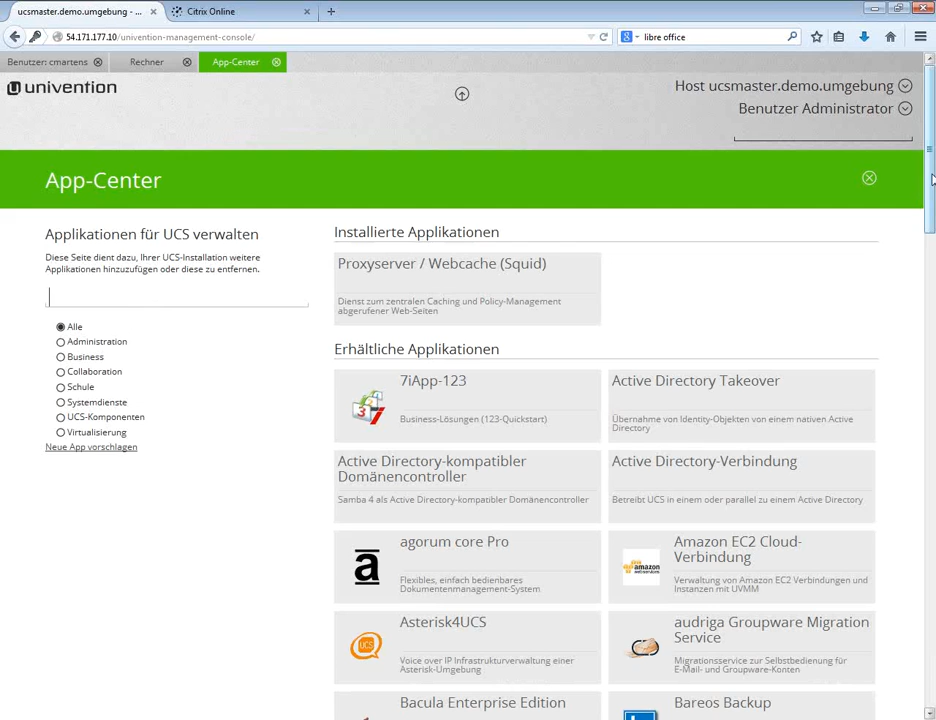 ucsmaster.demo.umgebung - ...
Citrix Online
54.171.177.10/univention-management-console/
libre office
Benutzer: cmartens
Rechner
App-Center
univention
Host ucsmaster.demo.umgebung
Benutzer Administrator
App-Center
Applikationen für UCS verwalten
Diese Seite dient dazu, Ihrer UCS-Installation weitere
Applikationen hinzuzufügen oder diese zu entfernen.
Alle
Administration
Business
Collaboration
Schule
Systemdienste
UCS-Komponenten
Virtualisierung
Neue App vorschlagen
Installierte Applikationen
Proxyserver / Webcache (Squid)
Dienst zum zentralen Caching und Policy-Management
abgerufener Web-Seiten
Erhältliche Applikationen
7iApp-123
Business-Lösungen (123-Quickstart)
Active Directory Takeover
Übernahme von Identity-Objekten von einem nativen Active
Directory
Active Directory-kompatibler
Domänencontroller
Samba 4 als Active Directory-kompatibler Domänencontroller
Active Directory-Verbindung
Betreibt UCS in einem oder parallel zu einem Active Directory
agorum core Pro
Flexibles, einfach bedienbares
Dokumentenmanagement-System
Amazon EC2 Cloud-
Verbindung
Verwaltung von Amazon EC2 Verbindungen und
Instanzen mit UVMM
Asterisk4UCS
Voice over IP Infrastrukturverwaltung einer
Asterisk-Umgebung
audriga Groupware Migration
Service
Migrationsservice zur Selbstbedienung für
E-Mail- und Groupware-Konten
Bacula Enterprise Edition
Bareos Backup